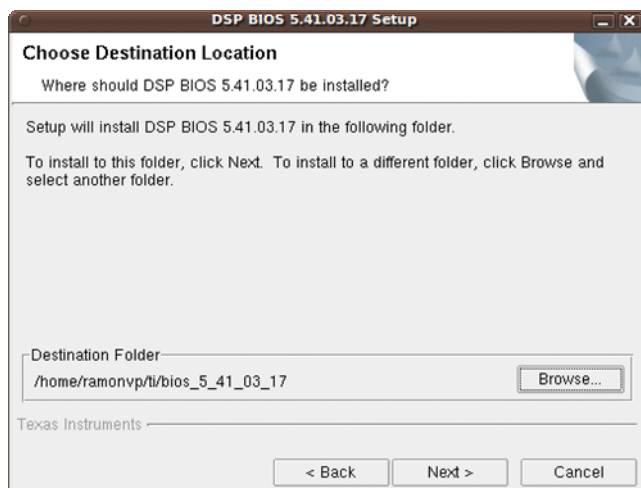 DSP BIOS 5.41.03.17 Setup
Choose Destination Location
Where should DSP BIOS 5.41.03.17 be installed?
Setup will install DSP BIOS 5.41.03.17 in the following folder.
To install to this folder, click Next. To install to a different folder, click Browse and
select another folder.
Destination Folder
/home/ramonvp/ti/bios_5_41_03_17
Browse...
Texas Instruments
< Back
Next >
Cancel